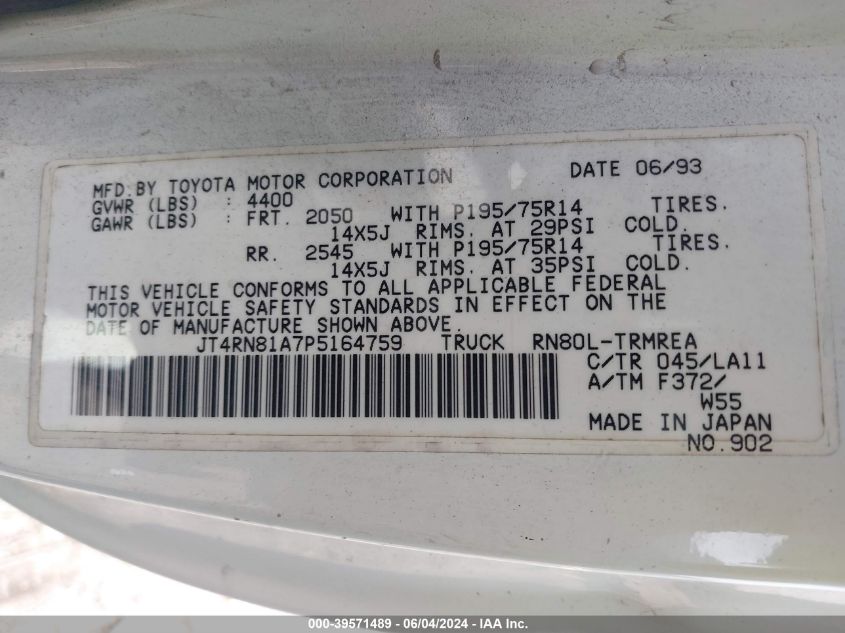 MFD.BY TOYOTA MOTOR CORPORATION DATE 06/93
GVWR (LBS) : 4400
GAWR (LBS) : FRT. 2050 WITH P195/75R14 TIRES.
14X5J RIMS. AT 29PSI COLD.
RR. 2545 WITH P195/75R14 TIRES.
14X5J RIMS. AT 35PSI COLD.
THIS VEHICLE CONFORMS TO ALL APPLICABLE FEDERAL
MOTOR VEHICLE SAFETY STANDARDS IN EFFECT ON THE
DATE OF MANUFACTURE SHOWN ABOVE.
JT4RN81A7P5164759 TRUCK RN80L-TRMREA
C/TR 045/LA11
A/TM F372/
W55
MADE IN JAPAN
NO.902
000-39571489 - 06/04/2024 - IAA Inc.